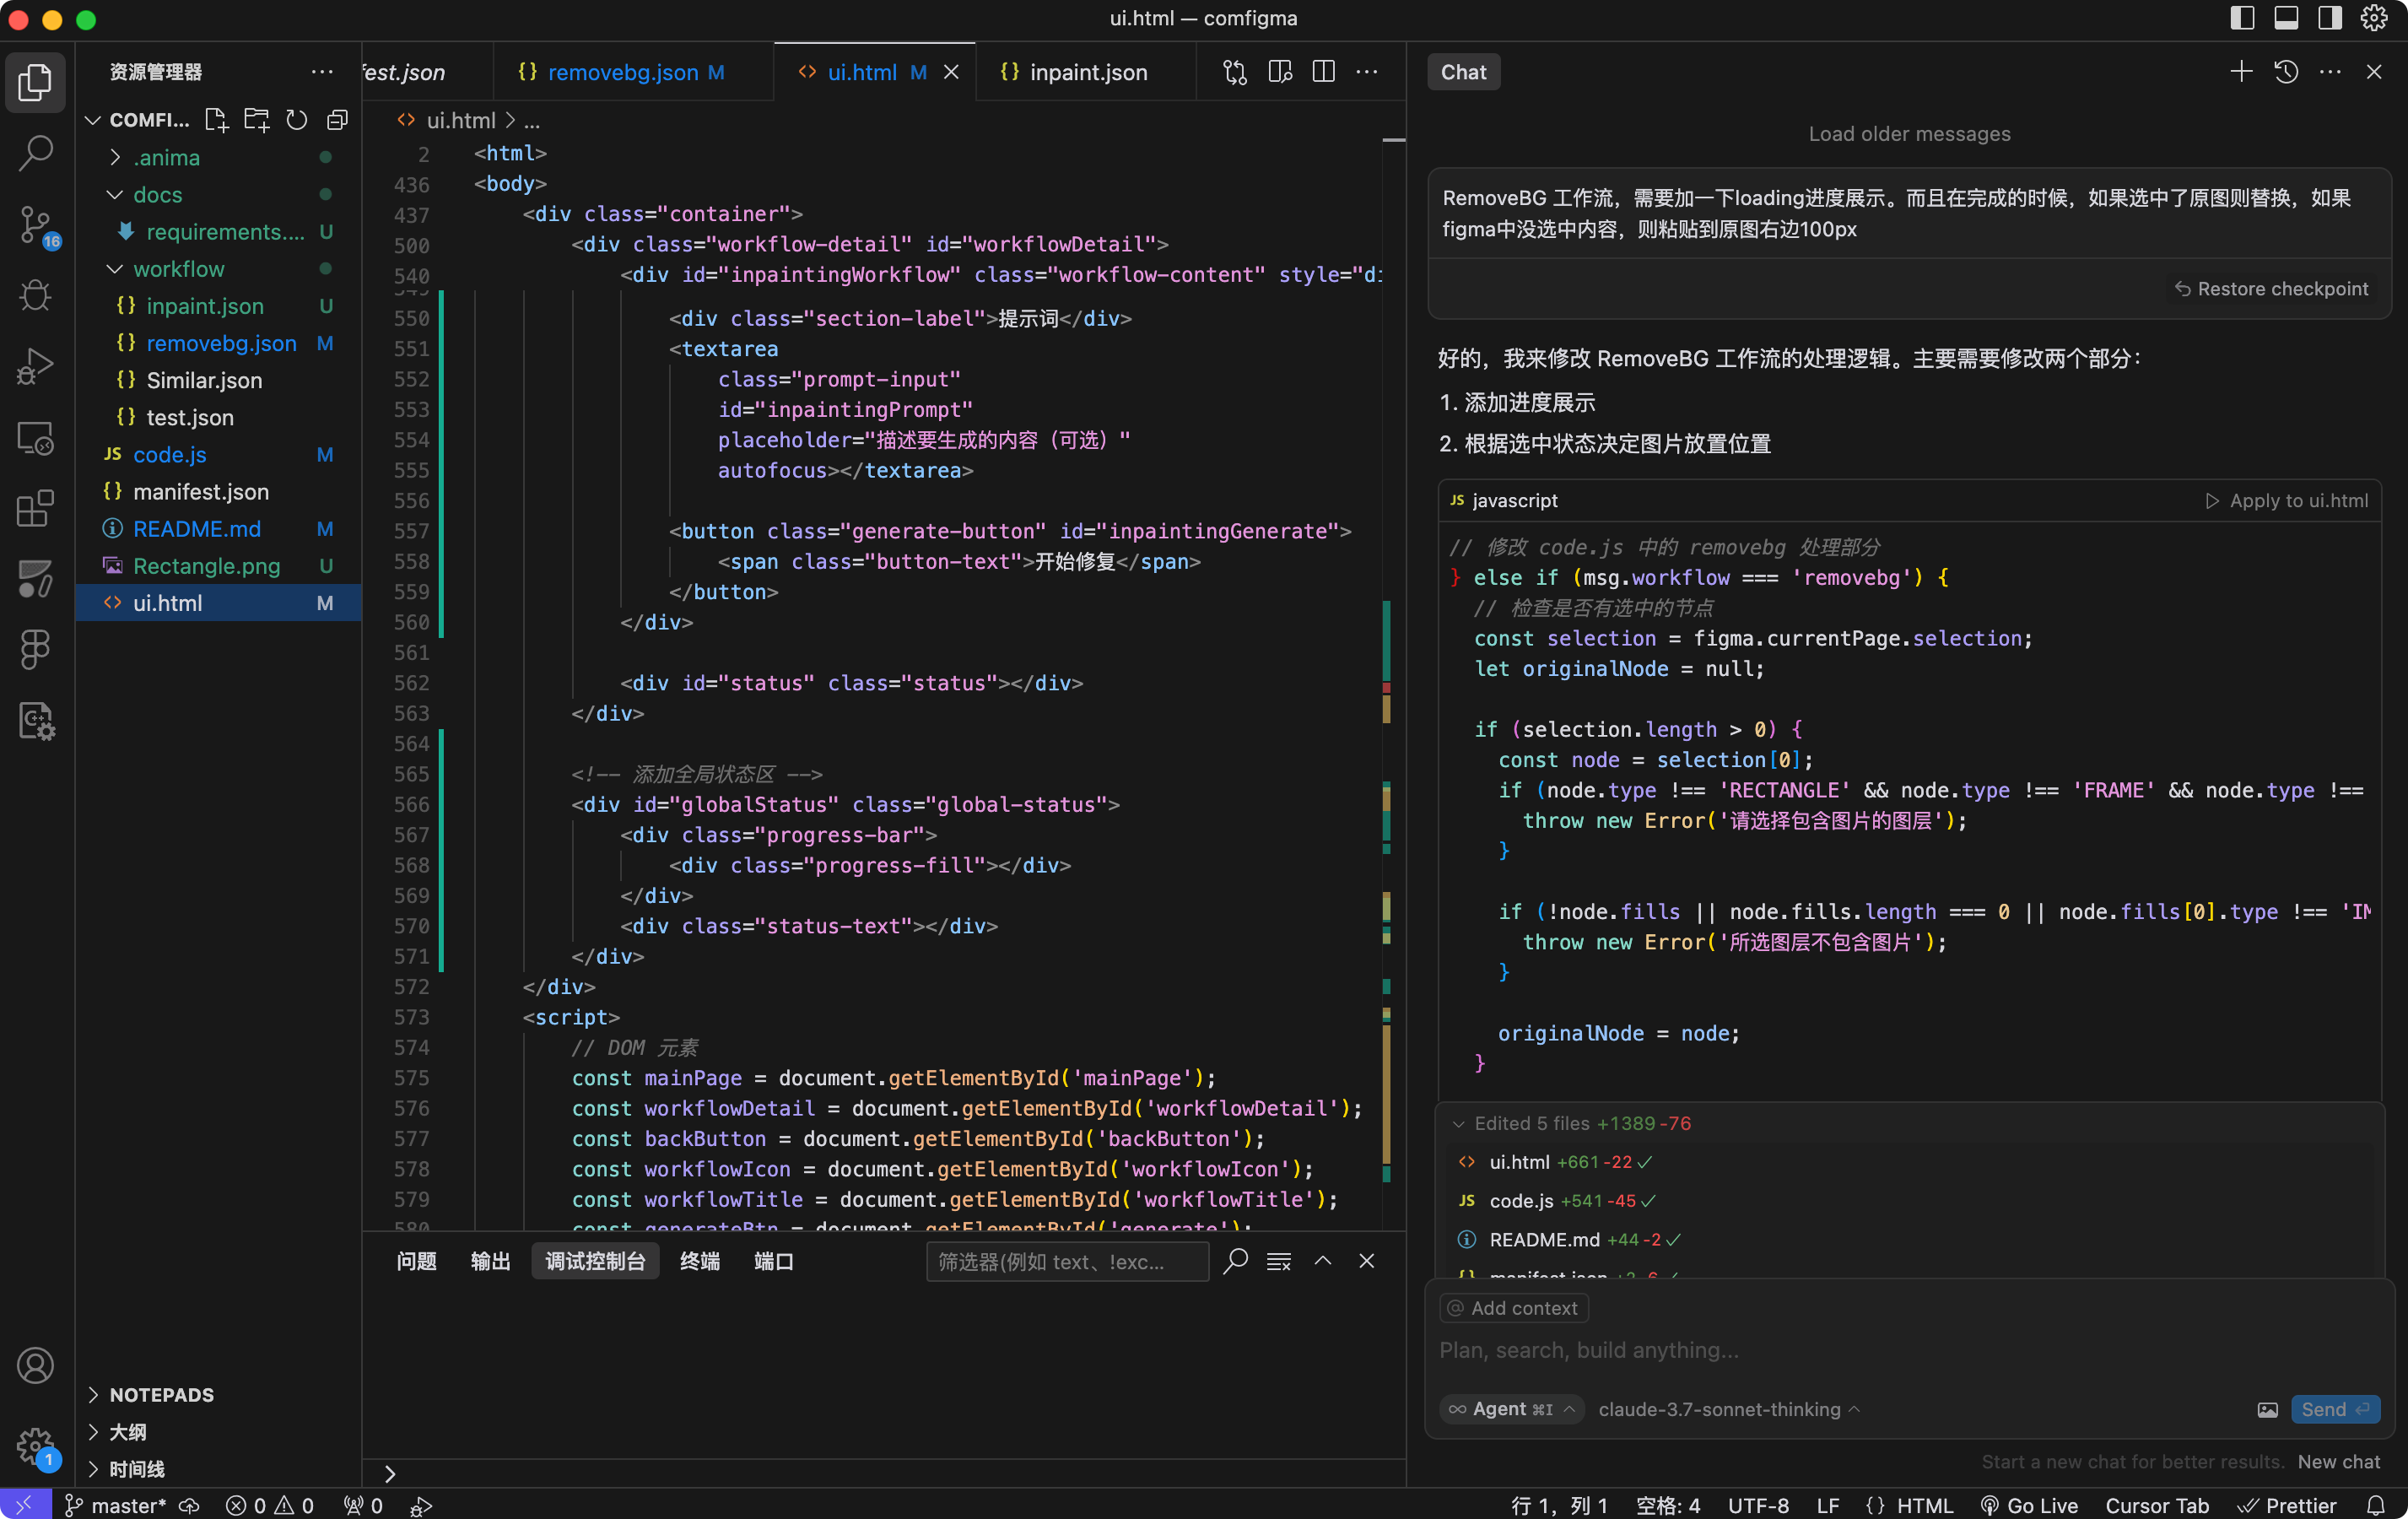 ui.html — comfigma
资源管理器
COMFI...
.anima
docs
requirements.... U
workflow
inpaint.json U
removebg.json M
Similar.json
test.json
JS code.js M
manifest.json
README.md M
Rectangle.png U
ui.html M
NOTEPADS
大纲
时间线
16
1
fest.json
{} removebg.json M
<> ui.html M
{} inpaint.json
<> ui.html > ...
2 <html>
436 <body>
437 <div class="container">
500 <div class="workflow-detail" id="workflowDetail">
540 <div id="inpaintingWorkflow" class="workflow-content" style="di
550 <div class="section-label">提示词</div>
551 <textarea
552 class="prompt-input"
553 id="inpaintingPrompt"
554 placeholder="描述要生成的内容（可选）"
555 autofocus></textarea>
556
557 <button class="generate-button" id="inpaintingGenerate">
558 <span class="button-text">开始修复</span>
559 </button>
560 </div>
561
562 <div id="status" class="status"></div>
563 </div>
564
565 <!-- 添加全局状态区 -->
566 <div id="globalStatus" class="global-status">
567 <div class="progress-bar">
568 <div class="progress-fill"></div>
569 </div>
570 <div class="status-text"></div>
571 </div>
572 </div>
573 <script>
574 // DOM 元素
575 const mainPage = document.getElementById('mainPage');
576 const workflowDetail = document.getElementById('workflowDetail');
577 const backButton = document.getElementById('backButton');
578 const workflowIcon = document.getElementById('workflowIcon');
579 const workflowTitle = document.getElementById('workflowTitle');
580 const generateBtn = document.getElementById('generate');
问题 输出 调试控制台 终端 端口
筛选器(例如 text、!exc...
Chat
Load older messages
RemoveBG 工作流，需要加一下loading进度展示。而且在完成的时候，如果选中了原图则替换，如果
figma中没选中内容，则粘贴到原图右边100px
Restore checkpoint
好的，我来修改 RemoveBG 工作流的处理逻辑。主要需要修改两个部分：
1. 添加进度展示
2. 根据选中状态决定图片放置位置
JS javascript
Apply to ui.html
// 修改 code.js 中的 removebg 处理部分
} else if (msg.workflow === 'removebg') {
// 检查是否有选中的节点
const selection = figma.currentPage.selection;
let originalNode = null;
if (selection.length > 0) {
const node = selection[0];
if (node.type !== 'RECTANGLE' && node.type !== 'FRAME' && node.type !==
throw new Error('请选择包含图片的图层');
}
if (!node.fills || node.fills.length === 0 || node.fills[0].type !== 'IM
throw new Error('所选图层不包含图片');
}
originalNode = node;
}
Edited 5 files +1389 -76
<> ui.html +661 -22
JS code.js +541 -45
README.md +44 -2
{} manifest.json +2 -6
@ Add context
Plan, search, build anything...
Agent ⌘I
claude-3.7-sonnet-thinking
Send
Start a new chat for better results. New chat
master* 0 0 0
行 1，列 1 空格: 4 UTF-8 LF {} HTML Go Live Cursor Tab Prettier